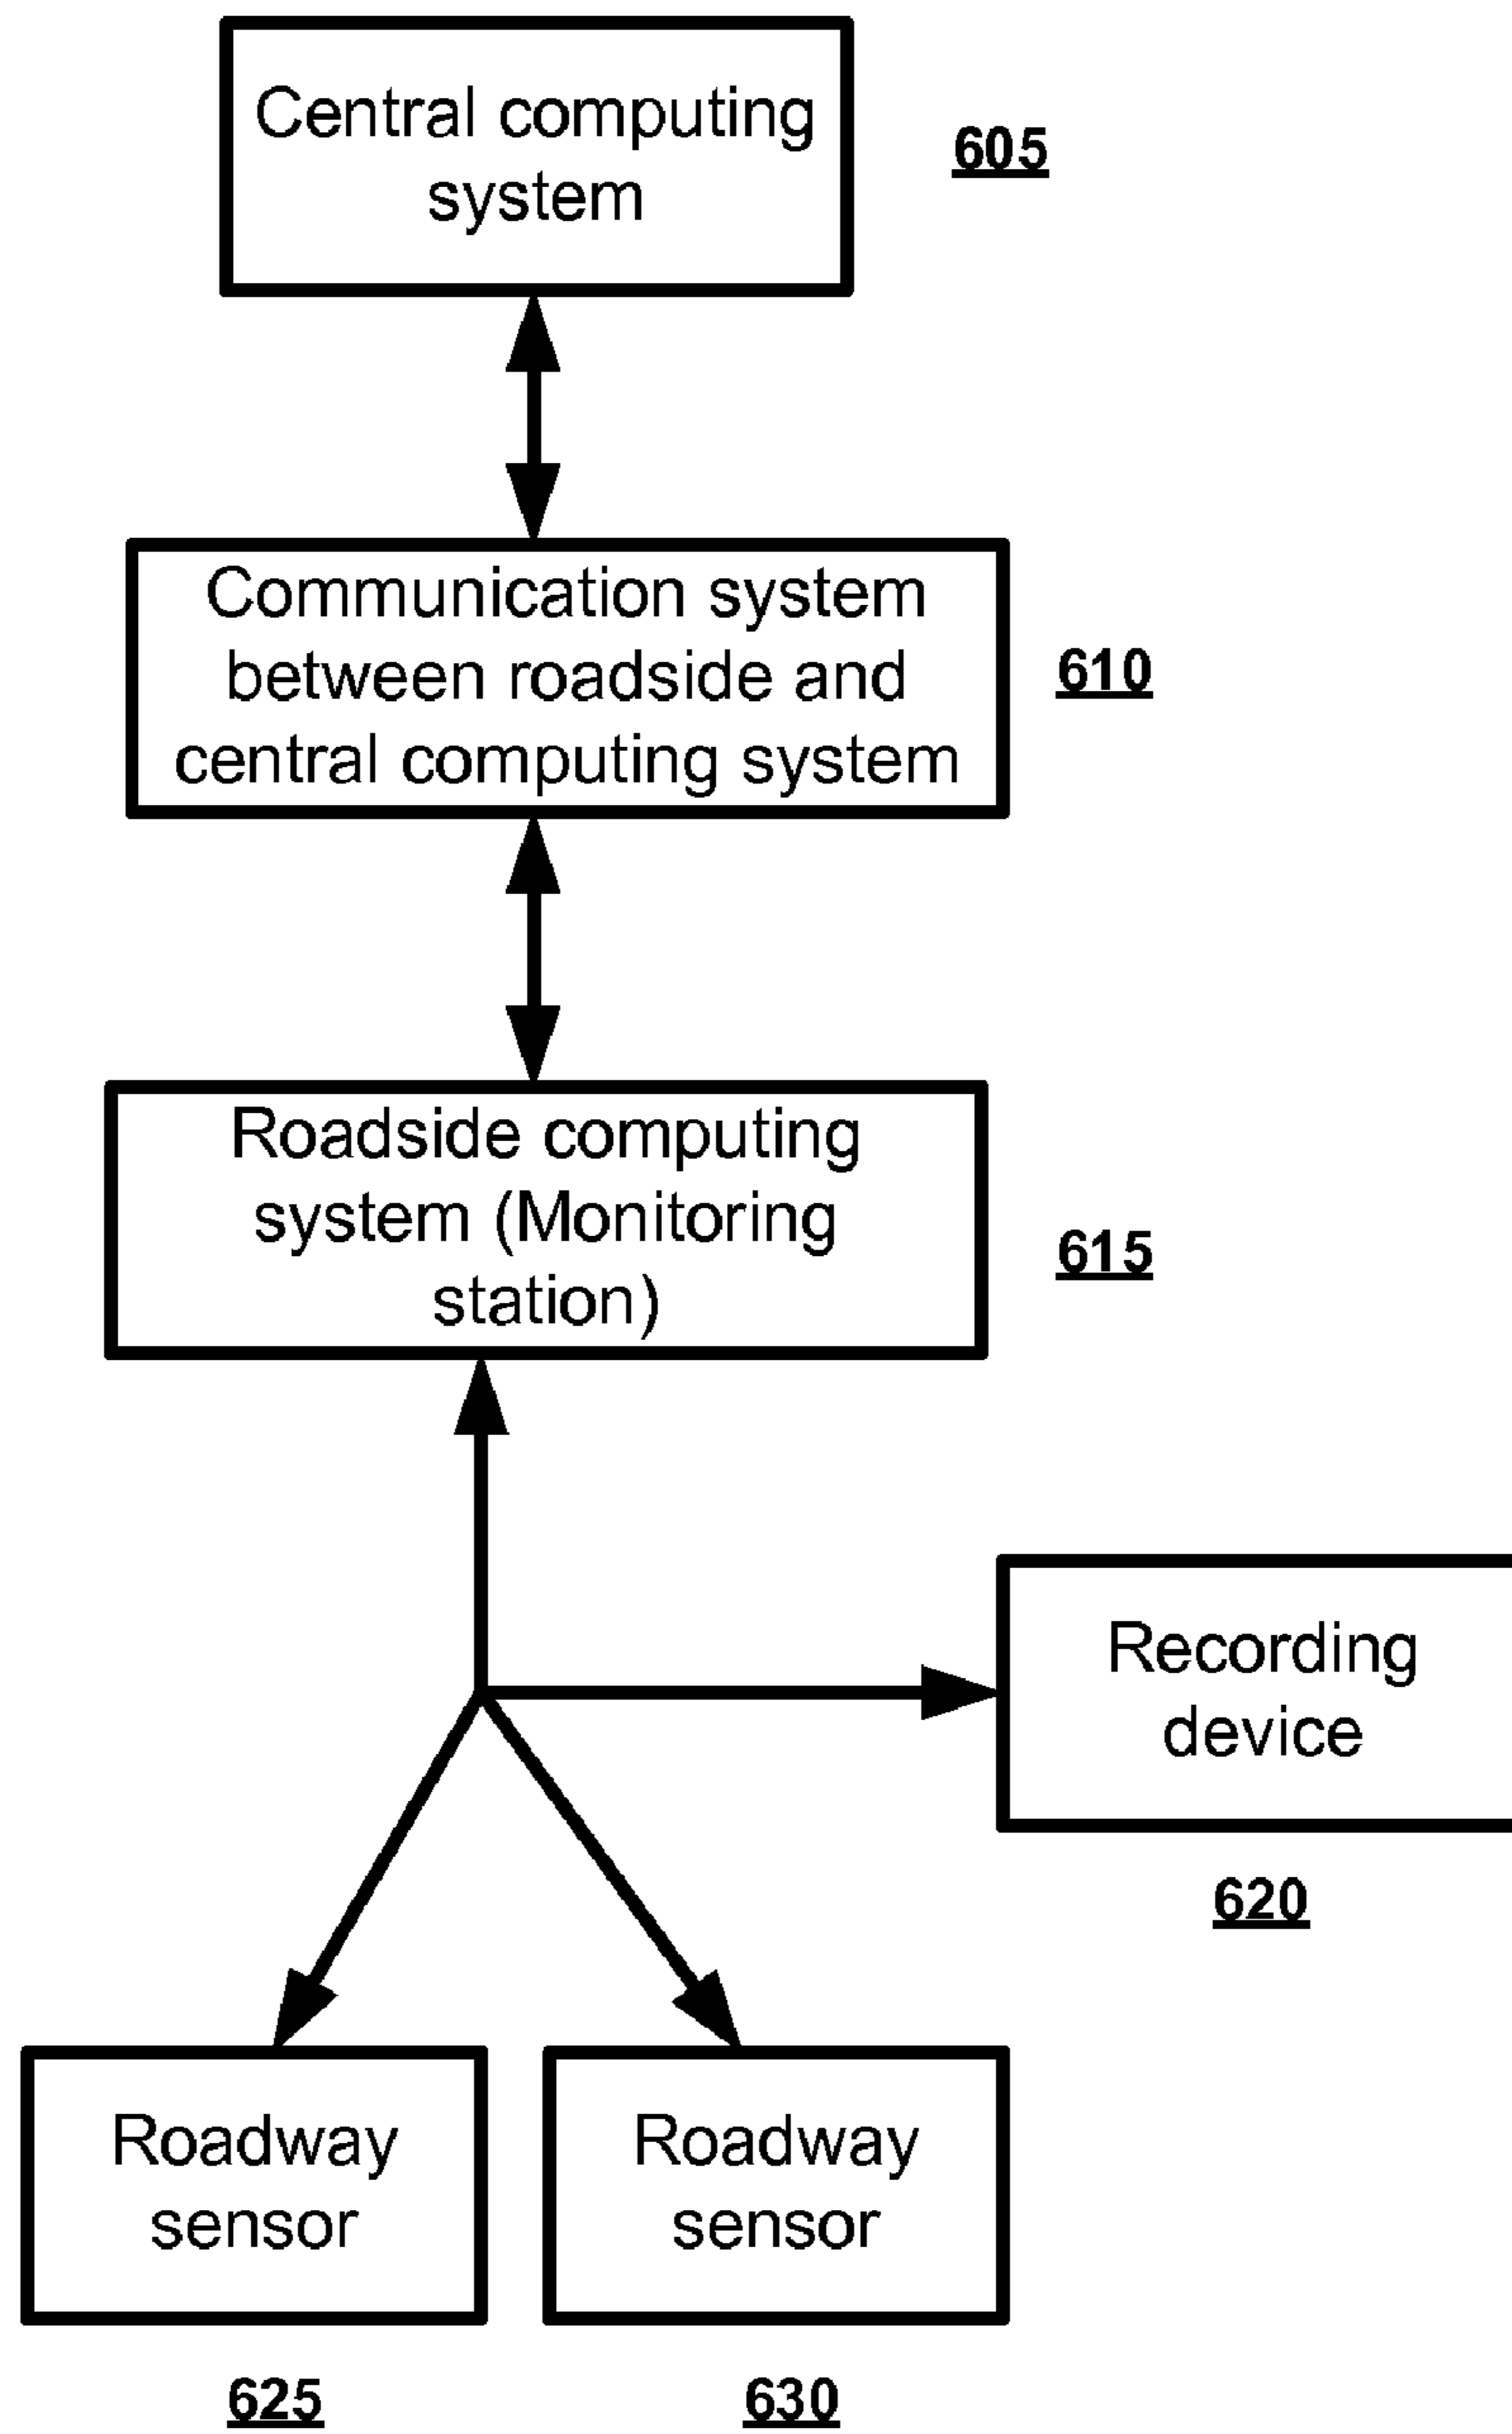 Central computing
system
605
Communication system
between roadside and
central computing system
610
Roadside computing
system (Monitoring
station)
615
Recording
device
620
Roadway
sensor
625
Roadway
sensor
630